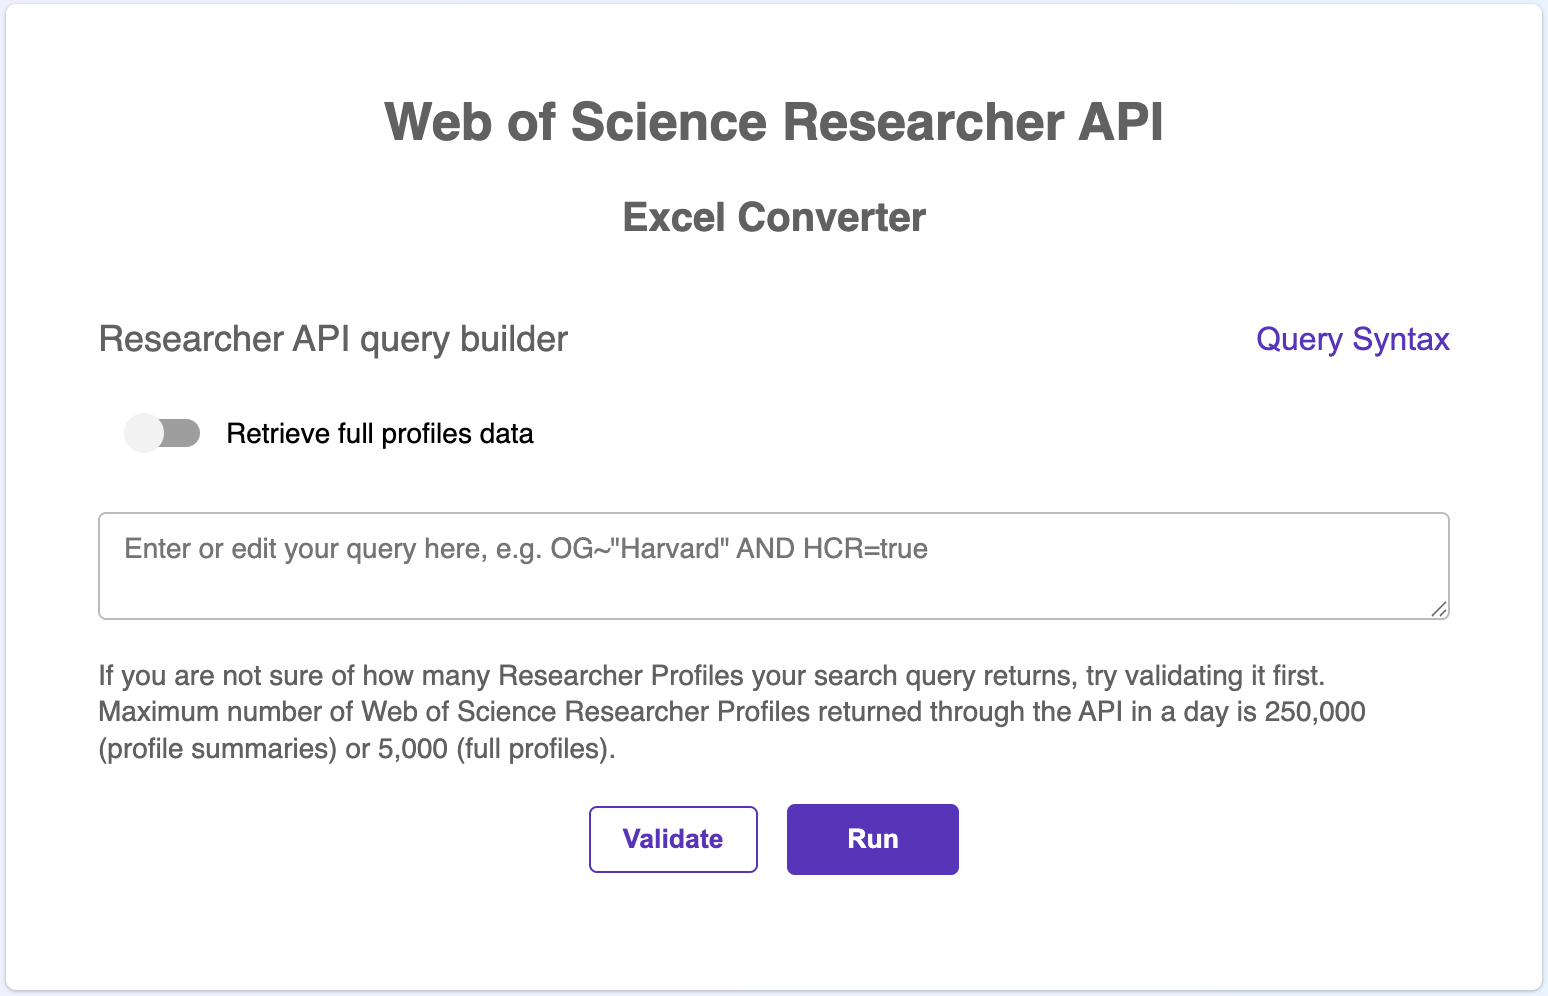 Web of Science Researcher API
Excel Converter
Researcher API query builder
Query Syntax
Retrieve full profiles data
Enter or edit your query here, e.g. OG~"Harvard" AND HCR=true
If you are not sure of how many Researcher Profiles your search query returns, try validating it first.
Maximum number of Web of Science Researcher Profiles returned through the API in a day is 250,000
(profile summaries) or 5,000 (full profiles).
Validate
Run